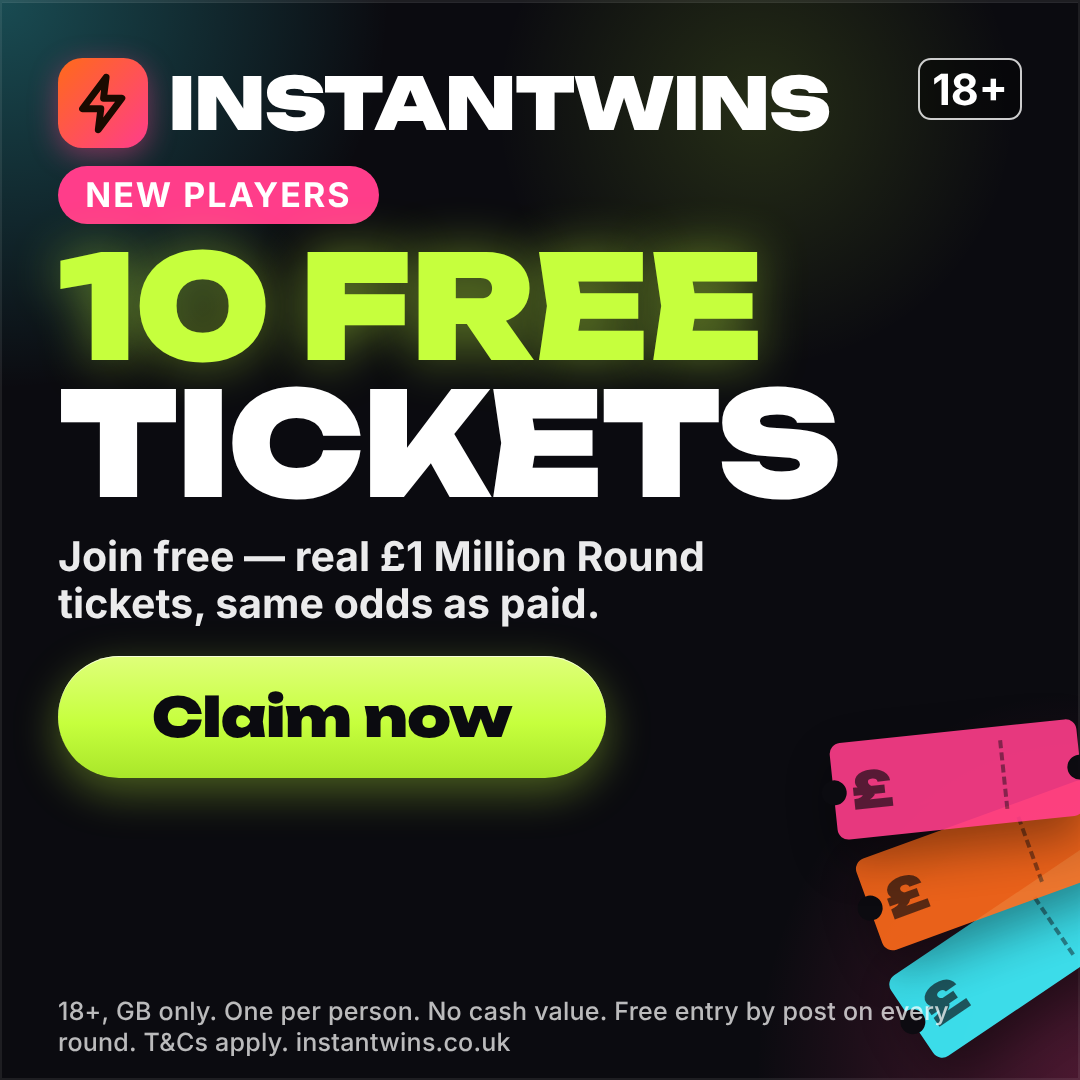 INSTANTWINS
18+
NEW PLAYERS
10 FREE
TICKETS
Join free — real £1 Million Round
tickets, same odds as paid.
Claim now
£
£
£
18+, GB only. One per person. No cash value. Free entry by post on every
round. T&Cs apply. instantwins.co.uk